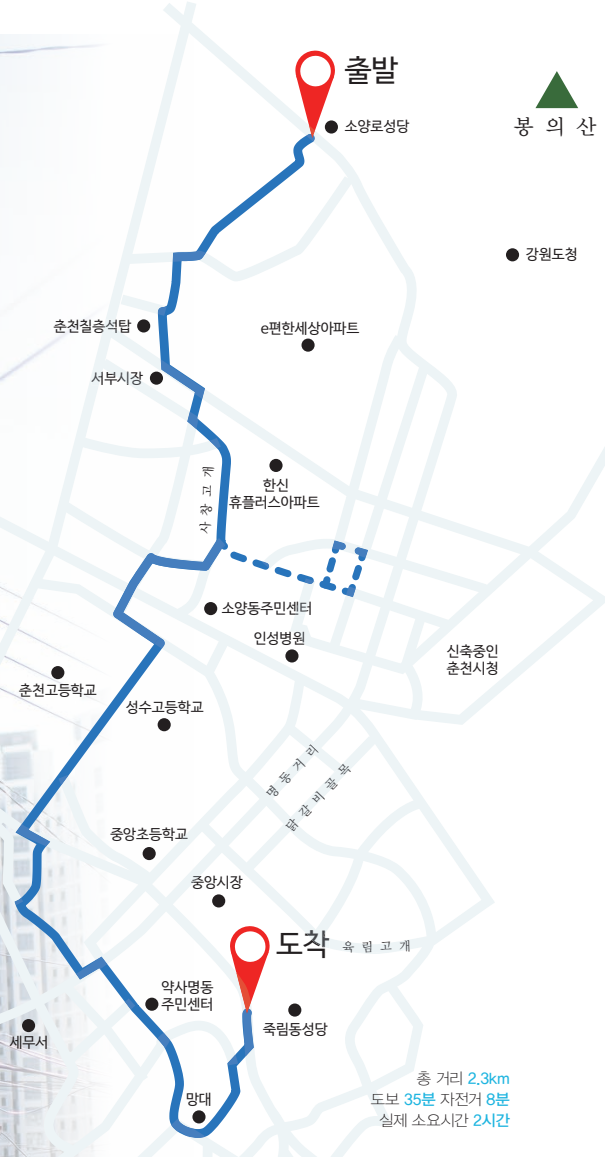 출발
소양로성당
봉의산
강원도청
춘천칠층석탑
e편한세상아파트
서부시장
한신
휴플러스아파트
사창고개
소양동주민센터
인성병원
신축중인
춘천시청
춘천고등학교
성수고등학교
명동거리
닭갈비골목
중앙초등학교
중앙시장
도착
육림고개
약사명동
주민센터
죽림동성당
세무서
망대
총 거리 2.3km
도보 35분 자전거 8분
실제 소요시간 2시간